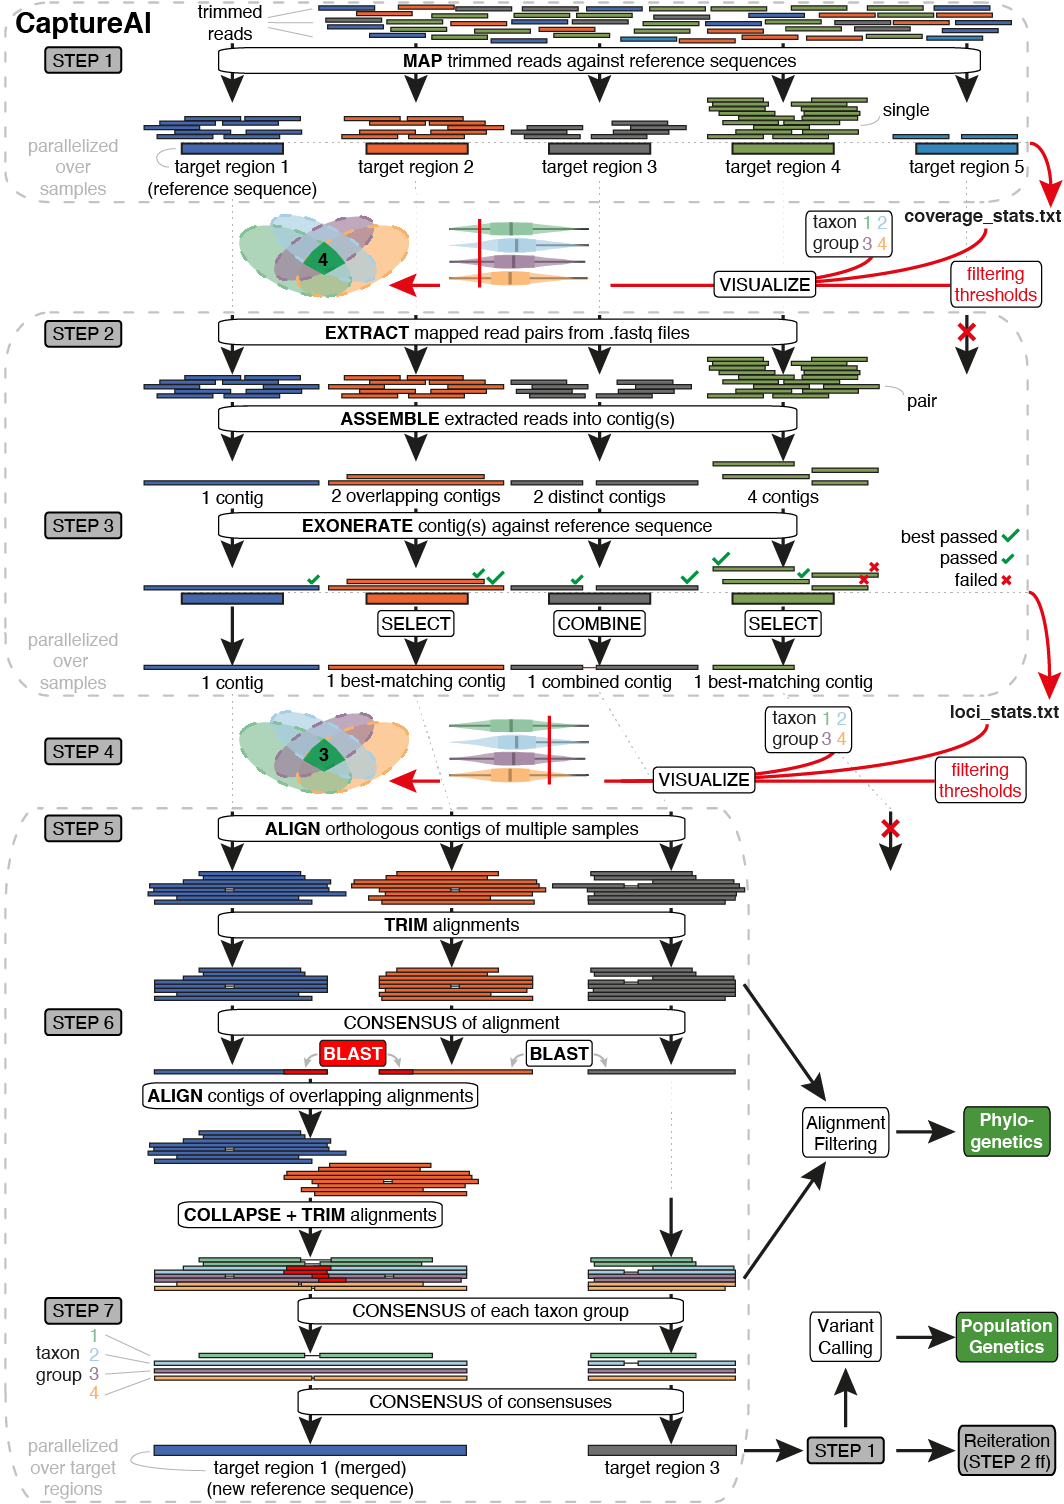 CaptureAl
trimmed
reads
STEP 1
MAP trimmed reads against reference sequences
single
parallelized
over
samples
target region 1
(reference sequence)
target region 2
target region 3
target region 4
target region 5
coverage_stats.txt
taxon 1 2
group 3 4
4
VISUALIZE
filtering
thresholds
STEP 2
EXTRACT mapped read pairs from .fastq files
pair
ASSEMBLE extracted reads into contig(s)
1 contig
2 overlapping contigs
2 distinct contigs
4 contigs
STEP 3
EXONERATE contig(s) against reference sequence
best passed
passed
failed
SELECT
COMBINE
SELECT
parallelized
over
samples
1 contig
1 best-matching contig
1 combined contig
1 best-matching contig
loci_stats.txt
taxon 1 2
group 3 4
STEP 4
3
VISUALIZE
filtering
thresholds
STEP 5
ALIGN orthologous contigs of multiple samples
TRIM alignments
STEP 6
CONSENSUS of alignment
BLAST
BLAST
ALIGN contigs of overlapping alignments
Alignment
Filtering
Phylo-
genetics
COLLAPSE + TRIM alignments
STEP 7
CONSENSUS of each taxon group
1
taxon 2
group 3
4
Variant
Calling
Population
Genetics
CONSENSUS of consensuses
parallelized
over target
regions
target region 1 (merged)
(new reference sequence)
target region 3
STEP 1
Reiteration
(STEP 2 ff)